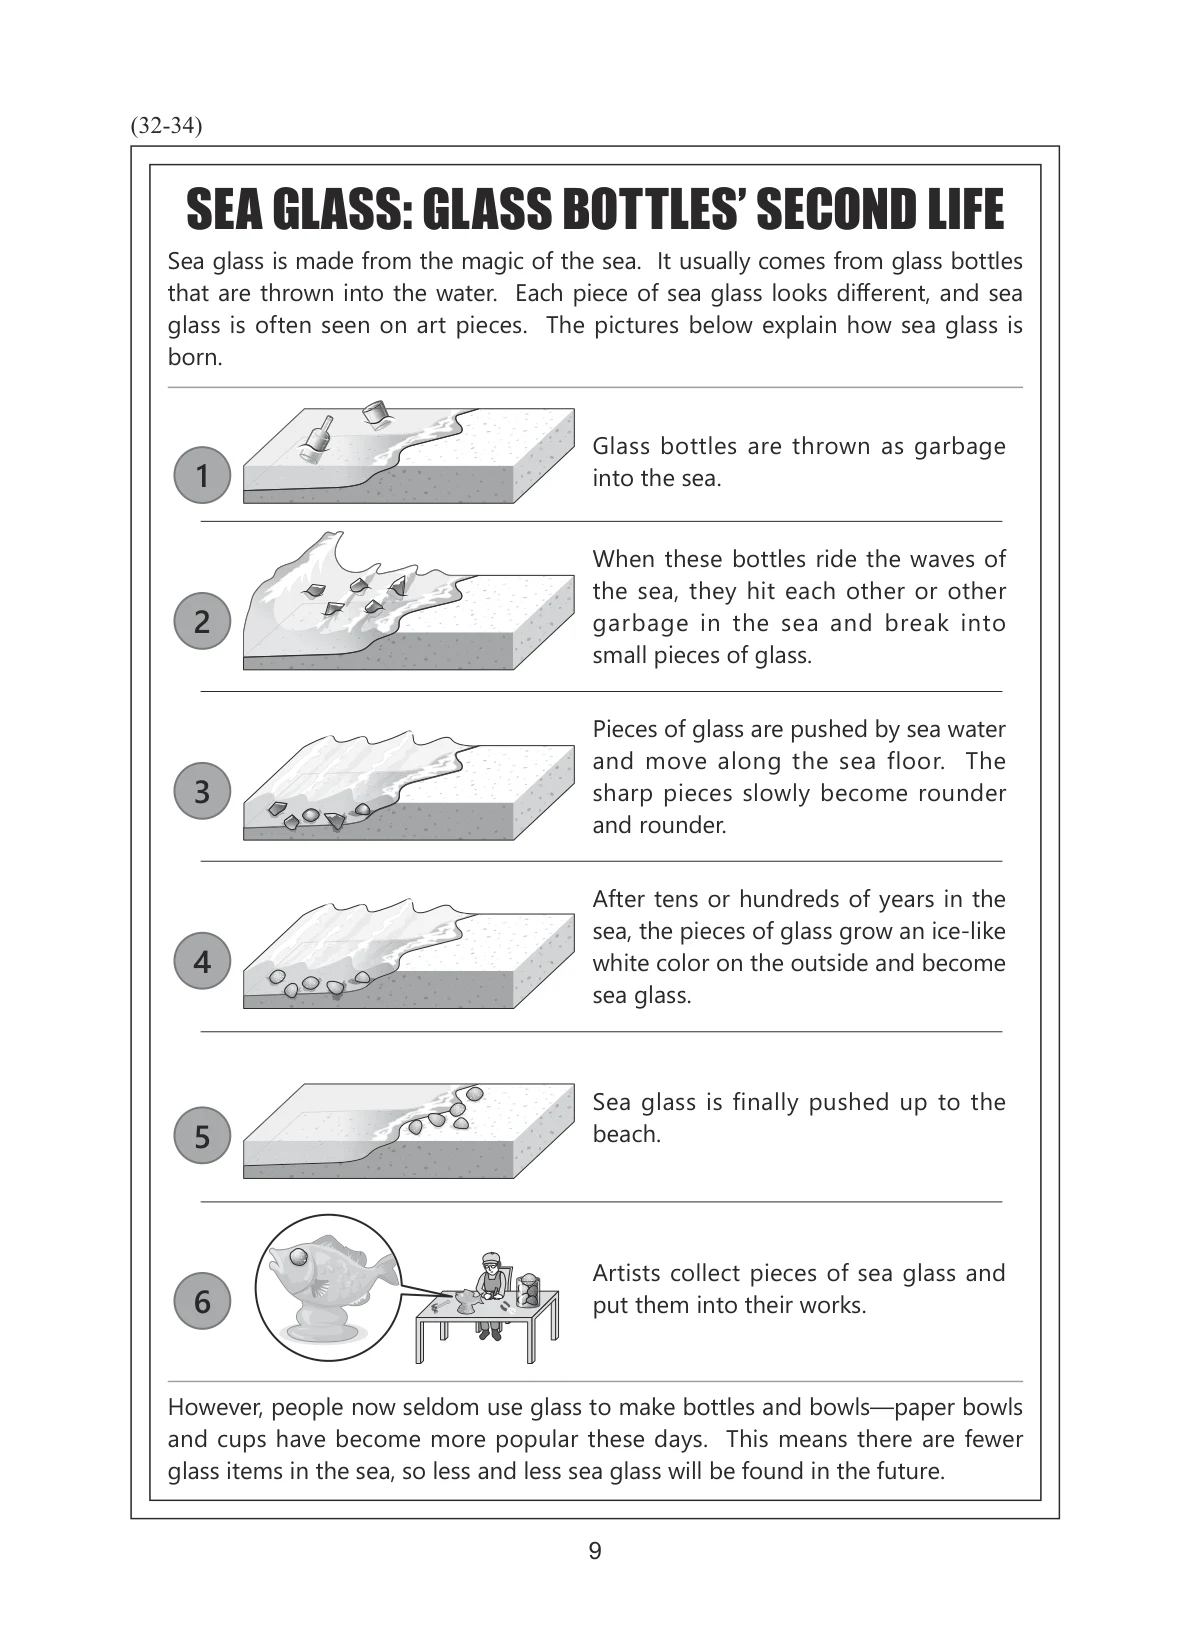 (32-34)
SEA GLASS: GLASS BOTTLES’ SECOND LIFE
Sea glass is made from the magic of the sea. It usually comes from glass bottles
that are thrown into the water. Each piece of sea glass looks different, and sea
glass is often seen on art pieces. The pictures below explain how sea glass is
born.
1
Glass bottles are thrown as garbage
into the sea.
2
When these bottles ride the waves of
the sea, they hit each other or other
garbage in the sea and break into
small pieces of glass.
3
Pieces of glass are pushed by sea water
and move along the sea floor. The
sharp pieces slowly become rounder
and rounder.
4
After tens or hundreds of years in the
sea, the pieces of glass grow an ice-like
white color on the outside and become
sea glass.
5
Sea glass is finally pushed up to the
beach.
6
Artists collect pieces of sea glass and
put them into their works.
However, people now seldom use glass to make bottles and bowls—paper bowls
and cups have become more popular these days. This means there are fewer
glass items in the sea, so less and less sea glass will be found in the future.
9